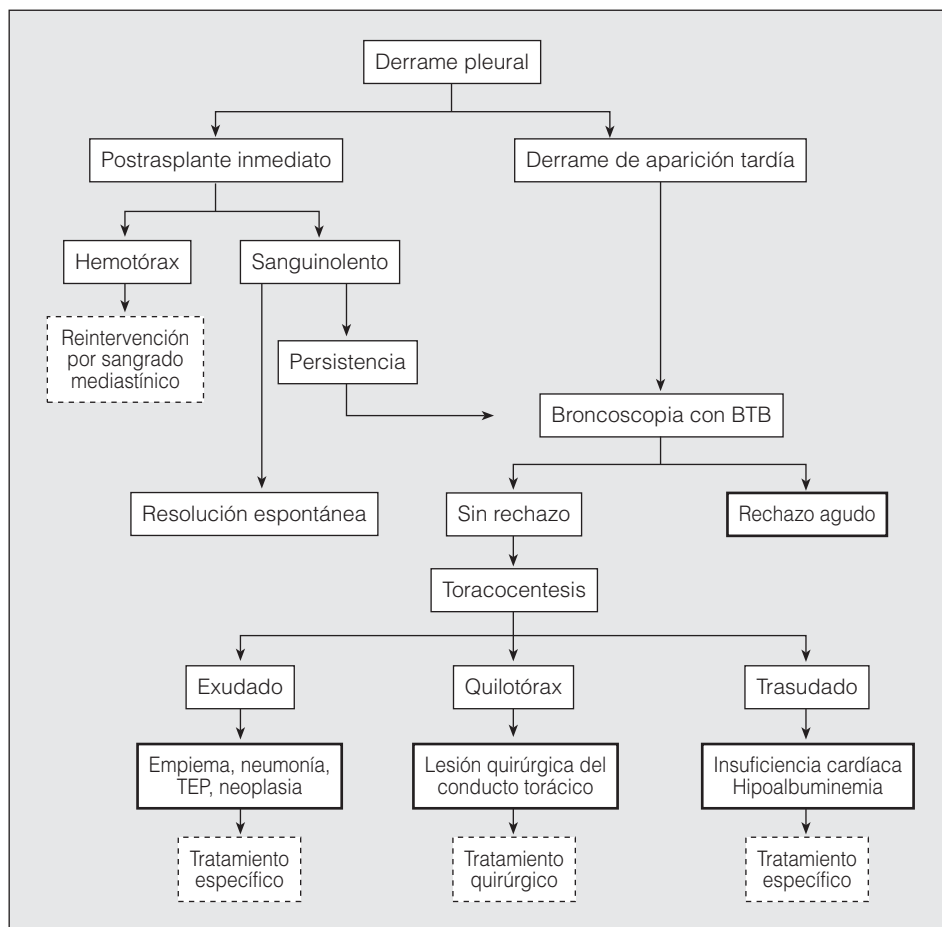 Derrame pleural
Postrasplante inmediato
Derrame de aparición tardía
Hemotórax
Sanguinolento
Reintervención
por sangrado
mediastínico
Persistencia
Broncoscopia con BTB
Resolución espontánea
Sin rechazo
Rechazo agudo
Toracocentesis
Exudado
Quilotórax
Trasudado
Empiema, neumonía,
TEP, neoplasia
Lesión quirúrgica del
conducto torácico
Insuficiencia cardíaca
Hipoalbuminemia
Tratamiento
específico
Tratamiento
quirúrgico
Tratamiento
específico